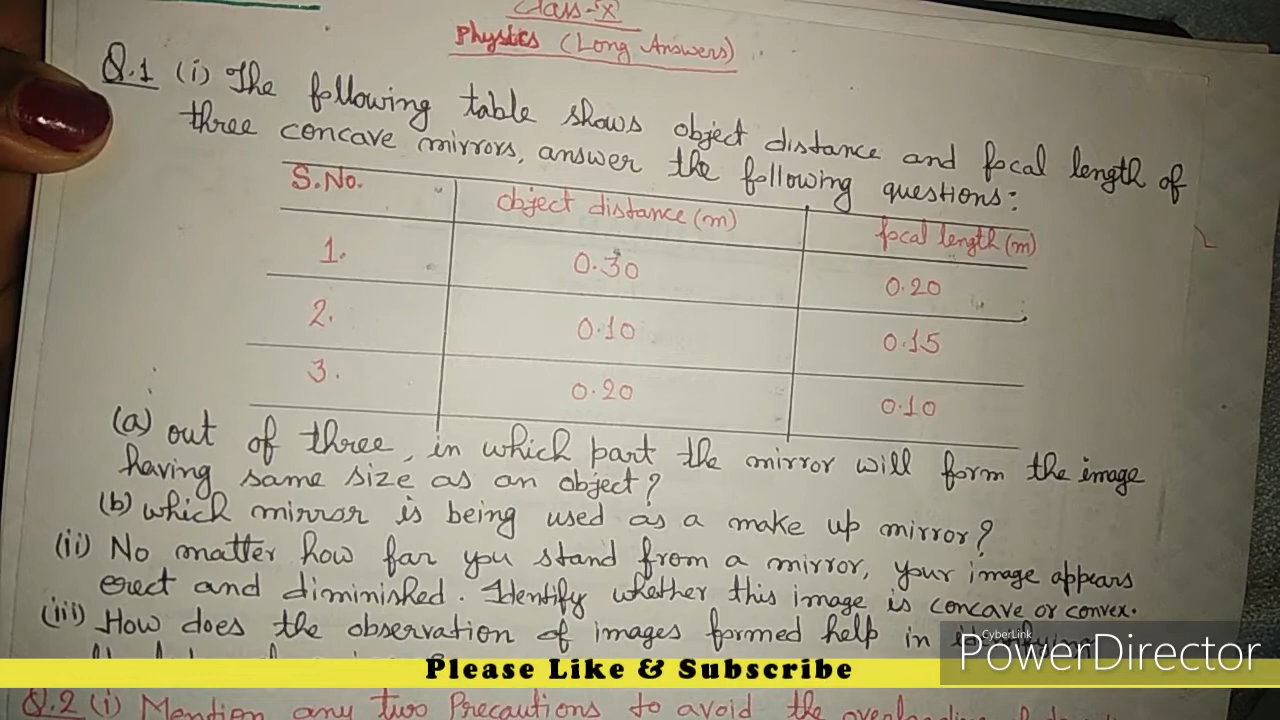 Class-X
Physics (Long Answers)
Q.1 (i) The following table shows object distance and focal length of
three concave mirrors, answer the following questions:
S.No. object distance (m) focal length (m)
1. 0.30 0.20
2. 0.10 0.15
3. 0.20 0.10
(a) out of three, in which part the mirror will form the image
having same size as an object?
(b) which mirror is being used as a make up mirror?
(ii) No matter how far you stand from a mirror, your image appears
erect and diminished. Identify whether this image is concave or convex.
(iii) How does the observation of images formed help in
CyberLink
PowerDirector
Please Like & Subscribe
Q.2 (i) Mention any two Precautions to avoid the